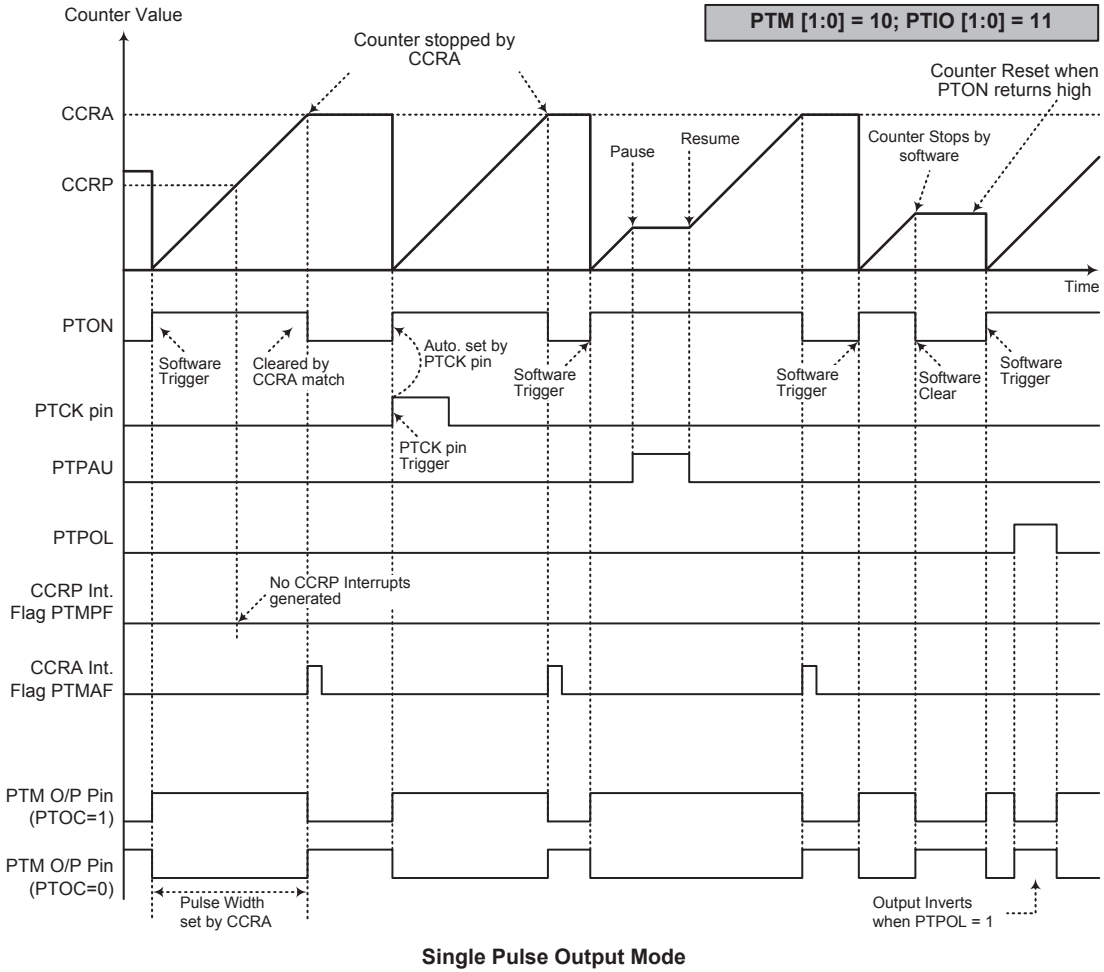 Counter Value
PTM [1:0] = 10; PTIO [1:0] = 11
Counter stopped by
CCRA
Counter Reset when
PTON returns high
CCRA
Pause
Resume
Counter Stops by
software
CCRP
Time
PTON
Software
Trigger
Cleared by
CCRA match
Auto. set by
PTCK pin
Software
Trigger
Software
Trigger
Software
Clear
Software
Trigger
PTCK pin
PTCK pin
Trigger
PTPAU
PTPOL
CCRP Int.
Flag PTMPF
No CCRP Interrupts
generated
CCRA Int.
Flag PTMAF
PTM O/P Pin
(PTOC=1)
PTM O/P Pin
(PTOC=0)
Pulse Width
set by CCRA
Output Inverts
when PTPOL = 1
Single Pulse Output Mode